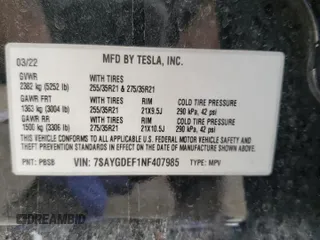 MFD BY TESLA, INC.
03/22
GVWR WITH TIRES
2382 kg (5252 lb) 255/35R21 & 275/35R21
GAWR FRT WITH TIRES RIM COLD TIRE PRESSURE
1363 kg (3004 lb) 255/35R21 21X9.5J 290 kPa, 42 psi
GAWR RR WITH TIRES RIM COLD TIRE PRESSURE
1500 kg (3306 lb) 275/35R21 21X10.5J 290 kPa, 42 psi
THIS VEHICLE CONFORMS TO ALL APPLICABLE U.S. FEDERAL MOTOR VEHICLE SAFETY
AND THEFT PREVENTION STANDARDS IN EFFECT ON THE DATE OF MANUFACTURE SHOWN ABOVE.
PNT: PBSB VIN: 7SAYGDEF1NF407985 TYPE: MPV
DREAMBID